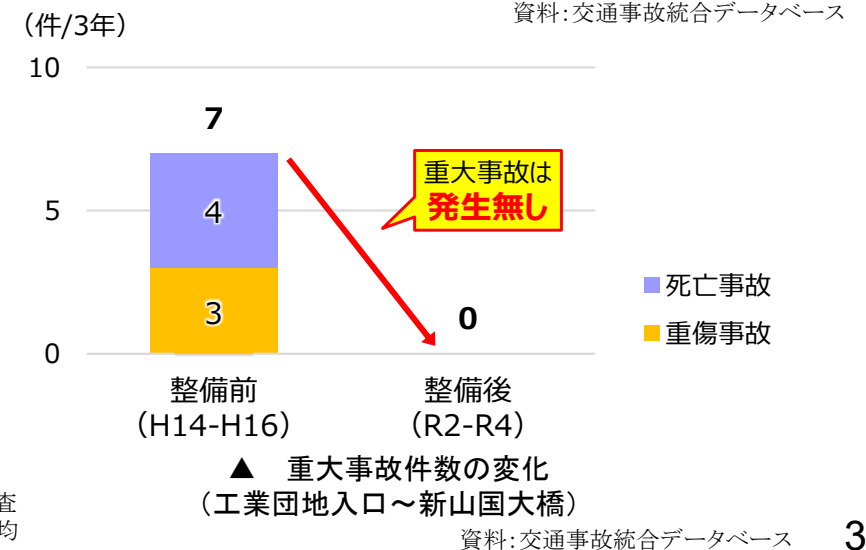 資料：交通事故統合データベース
（件/3年）
10
7
重大事故は
発生無し
5
4
死亡事故
3
0
重傷事故
0
整備前
（H14-H16）
整備後
（R2-R4）
▲　重大事故件数の変化
（工業団地入口～新山国大橋）
査
均
資料：交通事故統合データベース
3